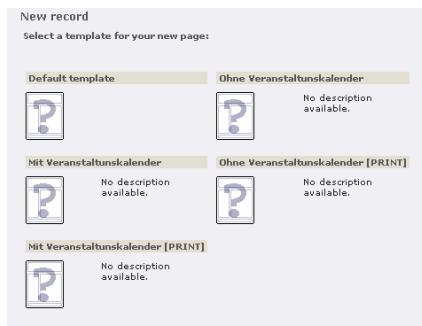 New record
Select a template for your new page:
Default template
Ohne Veranstaltunskalender
No description
available.
Mit Veranstaltunskalender
Ohne Veranstaltunskalender [PRINT]
No description
available.
No description
available.
Mit Veranstaltunskalender [PRINT]
No description
available.